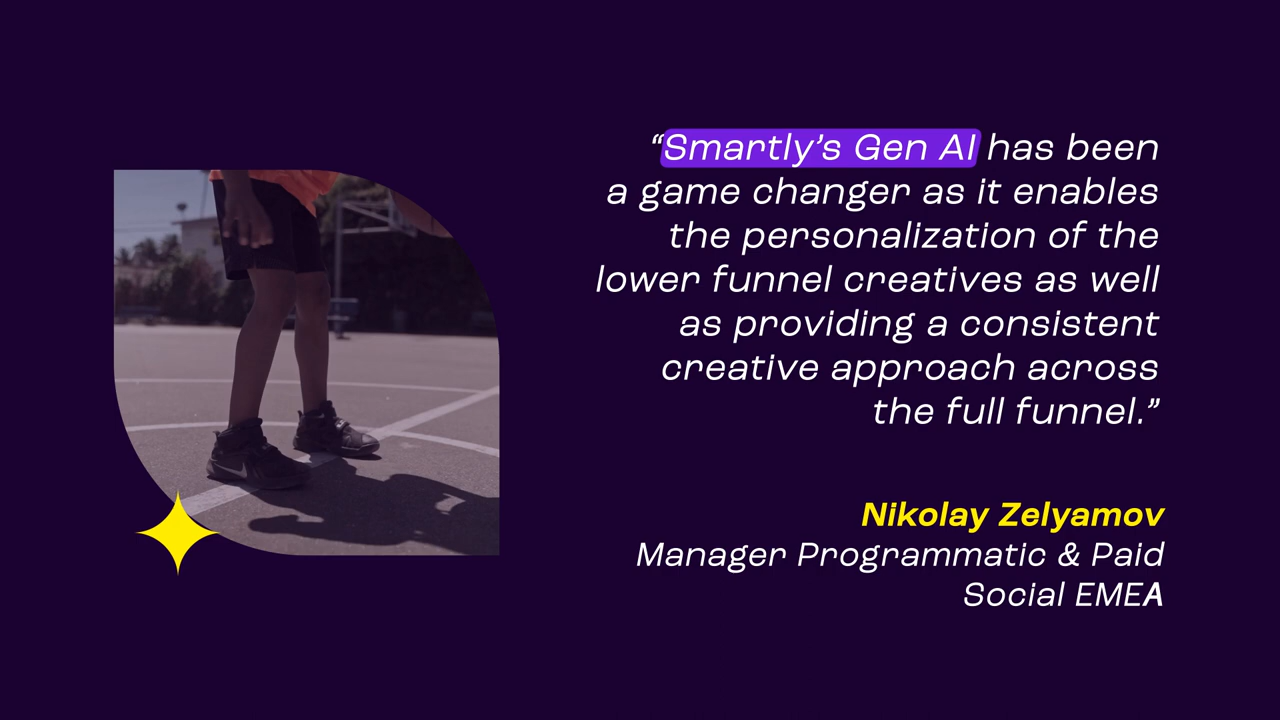 “Smartly’s Gen AI has been
a game changer as it enables
the personalization of the
lower funnel creatives as well
as providing a consistent
creative approach across
the full funnel.”
Nikolay Zelyamov
Manager Programmatic & Paid
Social EMEA